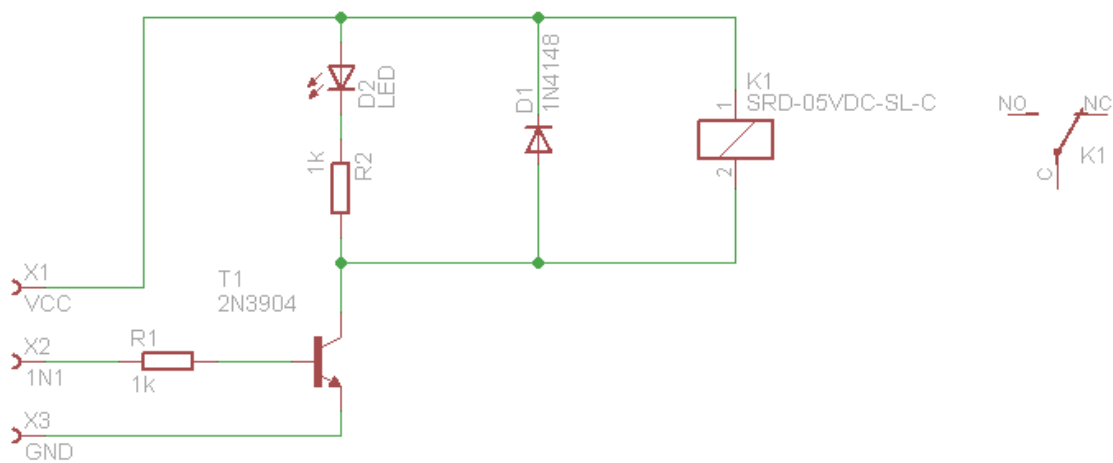 D2
LED
1k
R2
D1
1N4148
K1
SRD-05VDC-SL-C
1
2
NO
NC
K1
C
X1
VCC
T1
2N3904
X2
1N1
R1
1k
X3
GND